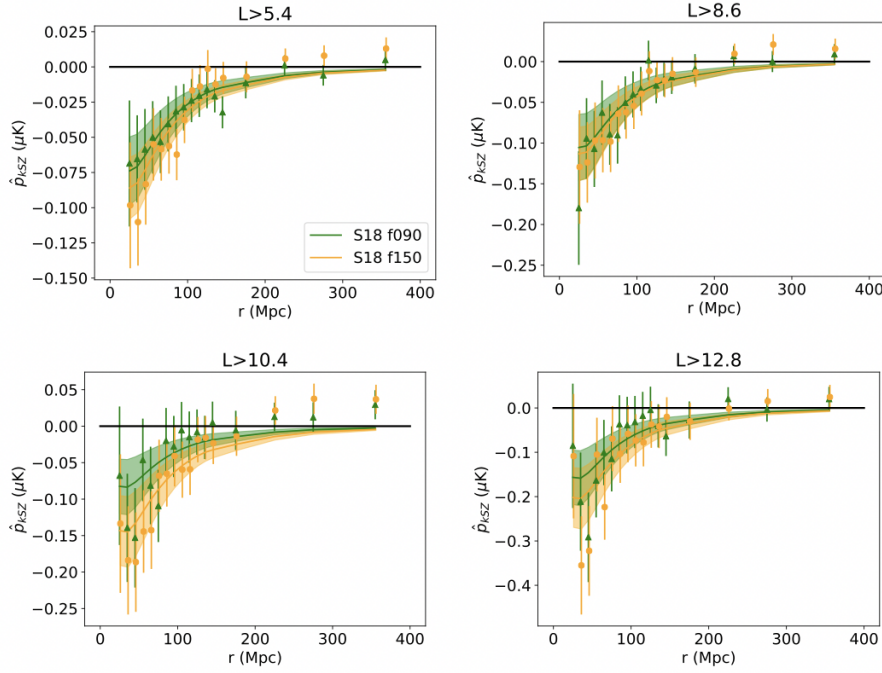 L>5.4
0.025
0.000
−0.025
−0.050
−0.075
−0.100
−0.125
−0.150
p̂kSZ (μK)
S18 f090
S18 f150
0 100 200 300 400
r (Mpc)
L>8.6
0.00
−0.05
−0.10
−0.15
−0.20
−0.25
p̂kSZ (μK)
0 100 200 300 400
r (Mpc)
L>10.4
0.05
0.00
−0.05
−0.10
−0.15
−0.20
−0.25
p̂kSZ (μK)
0 100 200 300 400
r (Mpc)
L>12.8
0.1
0.0
−0.1
−0.2
−0.3
−0.4
p̂kSZ (μK)
0 100 200 300 400
r (Mpc)